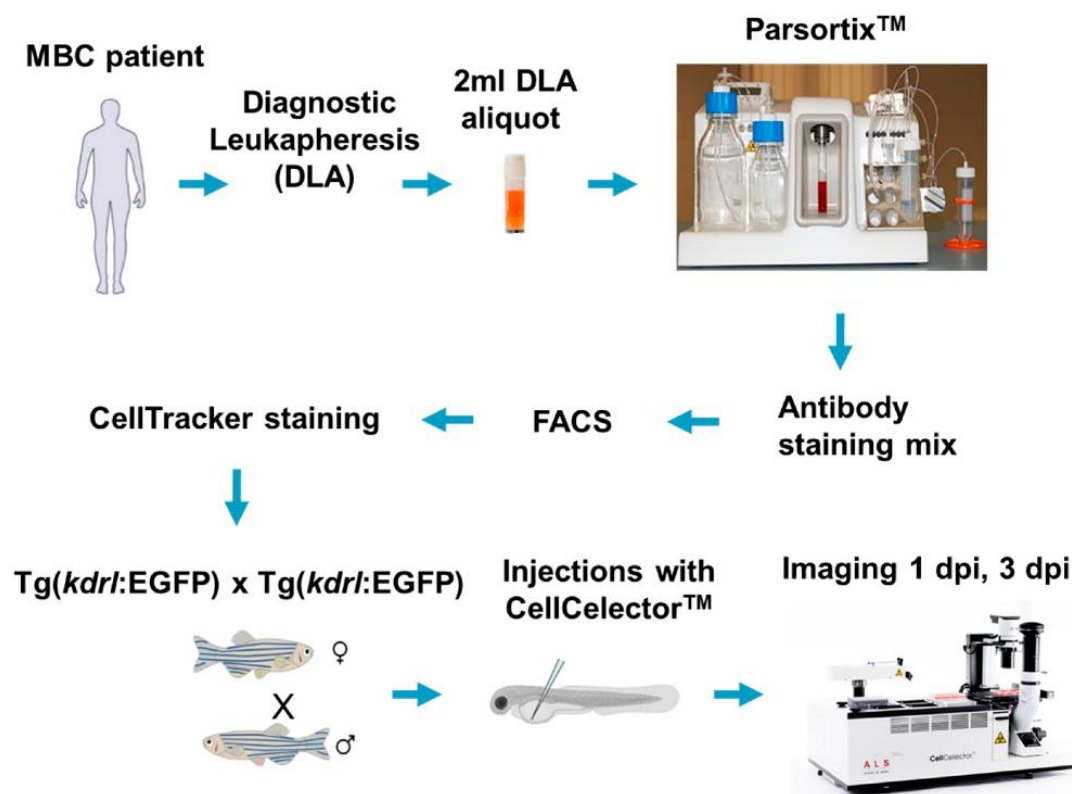 MBC patient
Diagnostic
Leukapheresis
(DLA)
2ml DLA
aliquot
Parsortix™
Antibody
staining mix
FACS
CellTracker staining
Tg(kdrl:EGFP) x Tg(kdrl:EGFP)
♀
X
♂
Injections with
CellCelector™
Imaging 1 dpi, 3 dpi
ALS
CellCelector™